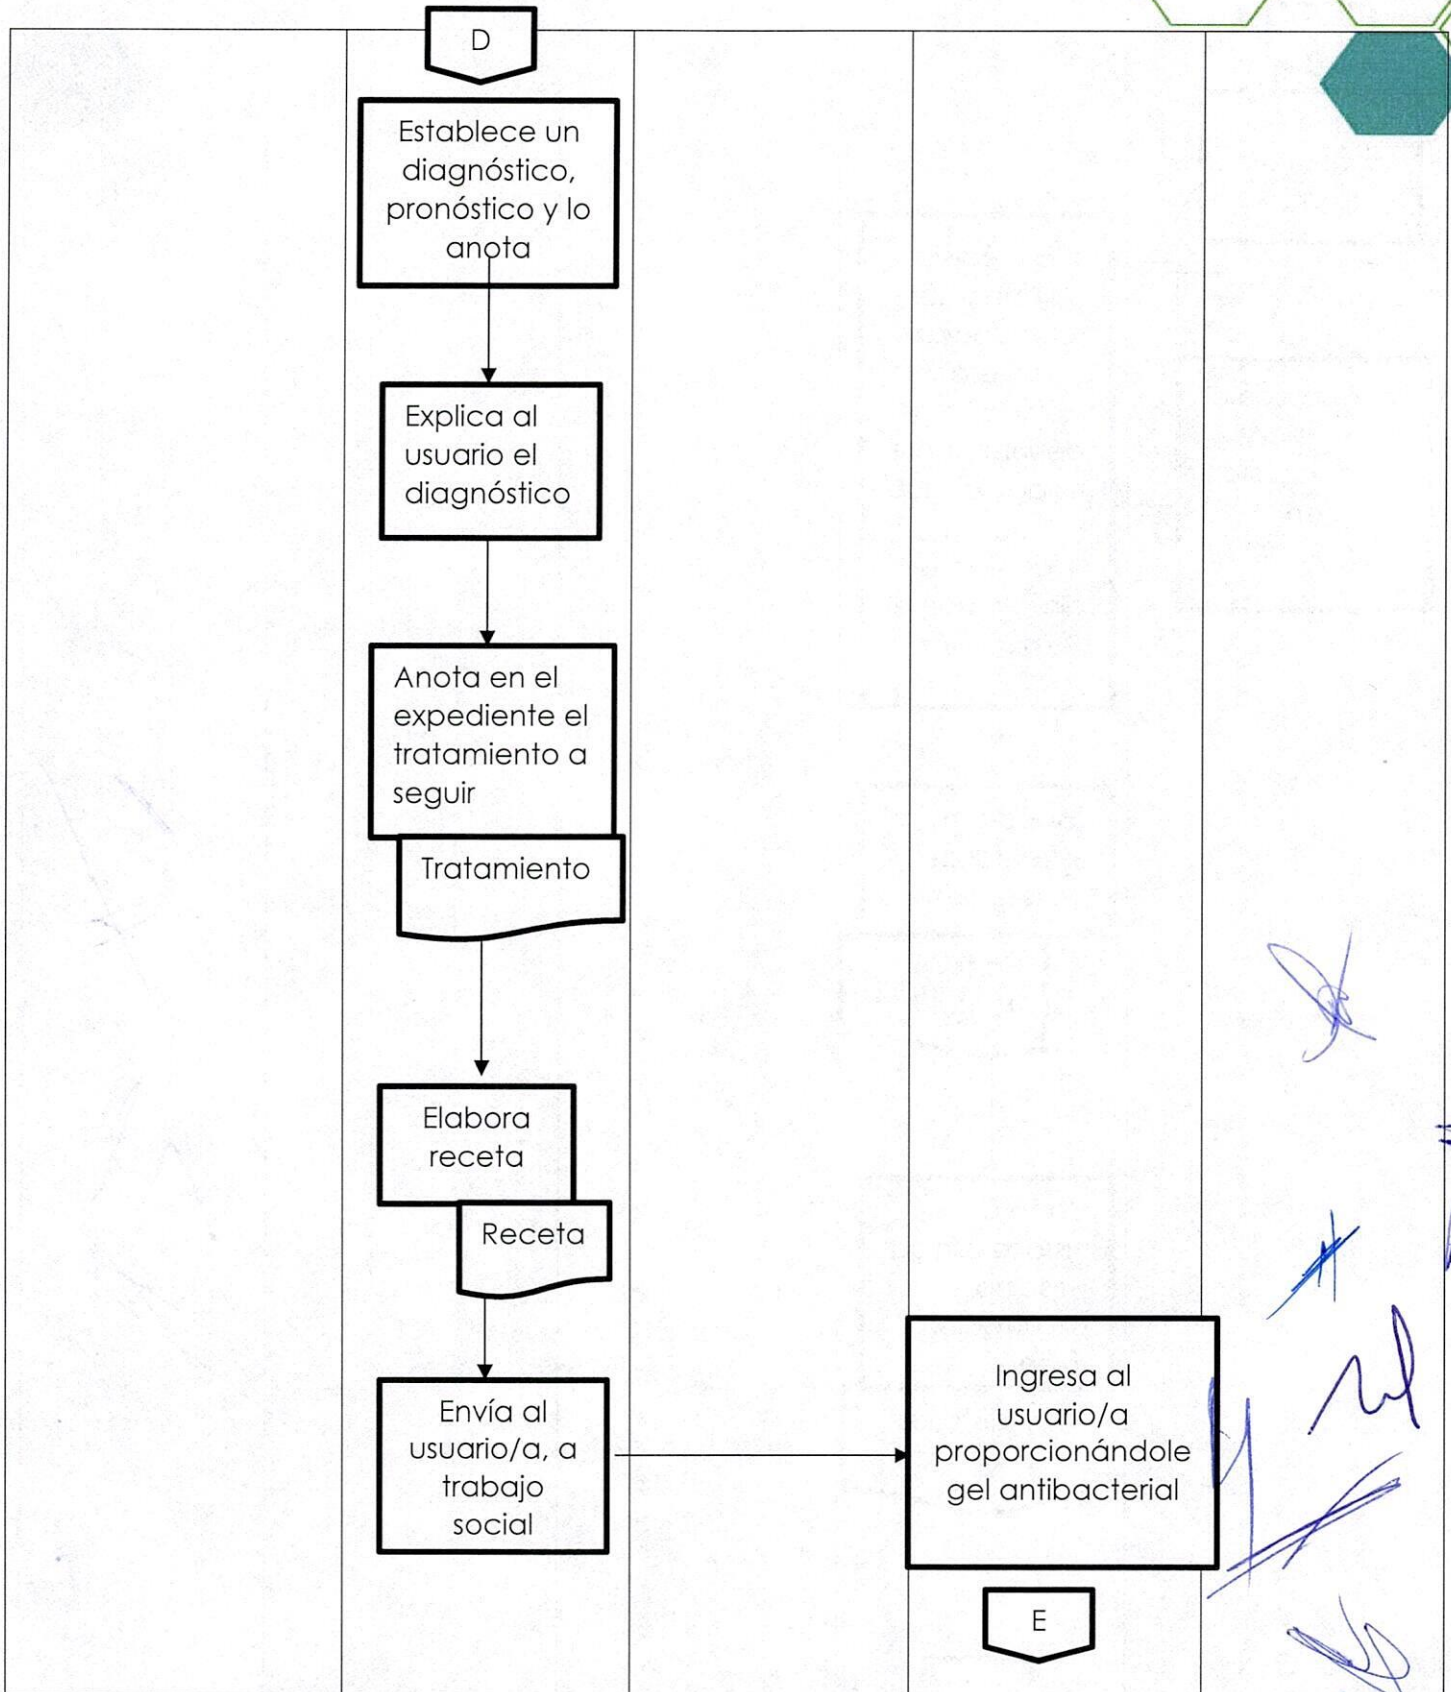 D
Establece un
diagnóstico,
pronóstico y lo
anota
Explica al
usuario el
diagnóstico
Anota en el
expediente el
tratamiento a
seguir
Tratamiento
Elabora
receta
Receta
Envía al
usuario/a, a
trabajo
social
Ingresa al
usuario/a
proporcionándole
gel antibacterial
E